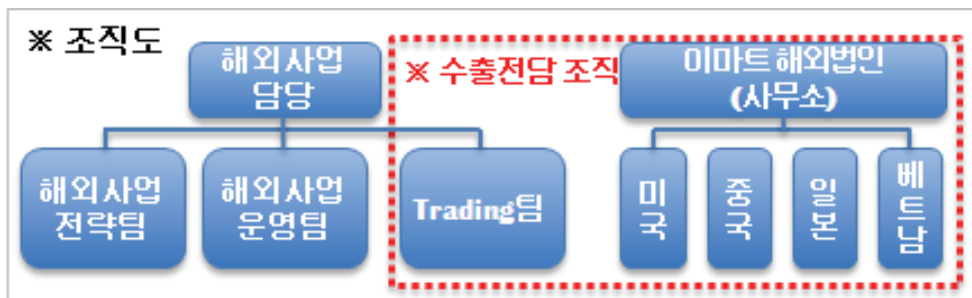 ※ 조직도
해외사업
담당
※ 수출전담 조직
이마트 해외법인
(사무소)
해외사업
전략팀
해외사업
운영팀
Trading팀
미
국
중
국
일
본
베
트
남